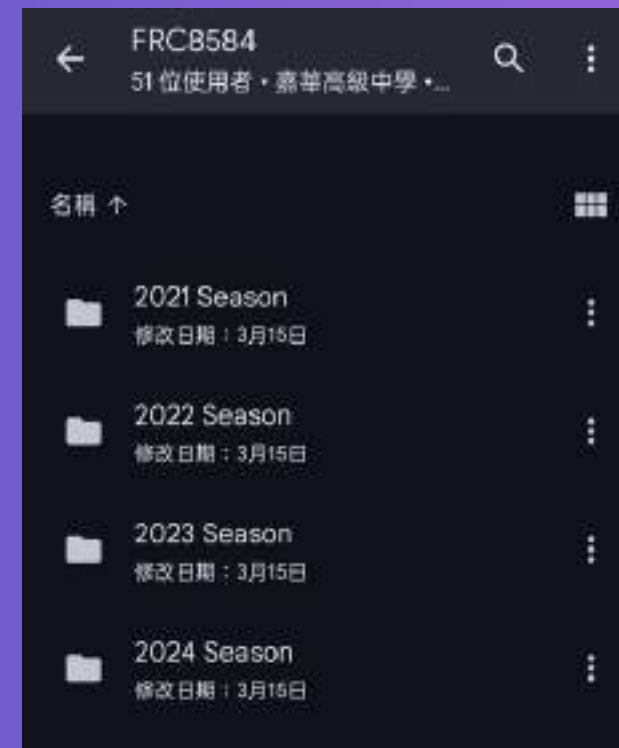 FRC8584
51 位使用者・嘉華高級中學・...
名稱 ↑
2021 Season
修改日期：3月15日
2022 Season
修改日期：3月15日
2023 Season
修改日期：3月15日
2024 Season
修改日期：3月15日